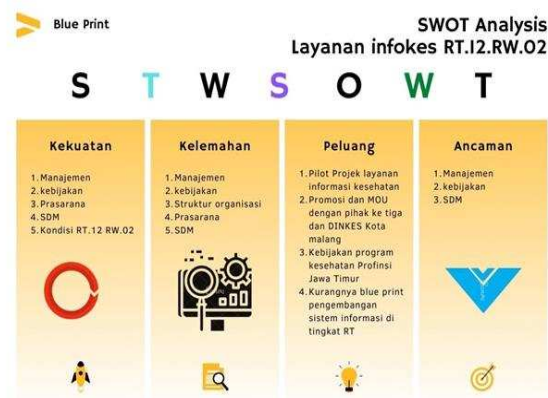 Blue Print
SWOT Analysis
Layanan infokes RT.12.RW.02
S T W S O W T
Kekuatan
1. Manajemen
2. kebijakan
3. Prasarana
4. SDM
5. Kondisi RT.12 RW.02
Kelemahan
1. Manajemen
2. kebijakan
3. Struktur organisasi
4. Prasarana
5. SDM
Peluang
1. Pilot Projek layanan
informasi kesehatan
2. Promosi dan MOU
dengan pihak ke tiga
dan DINKES Kota
malang
3. Kebijakan program
kesehatan Profinsi
Jawa Timur
4. Kurangnya blue print
pengembangan
sistem informasi di
tingkat RT
Ancaman
1. Manajemen
2. kebijakan
3. SDM